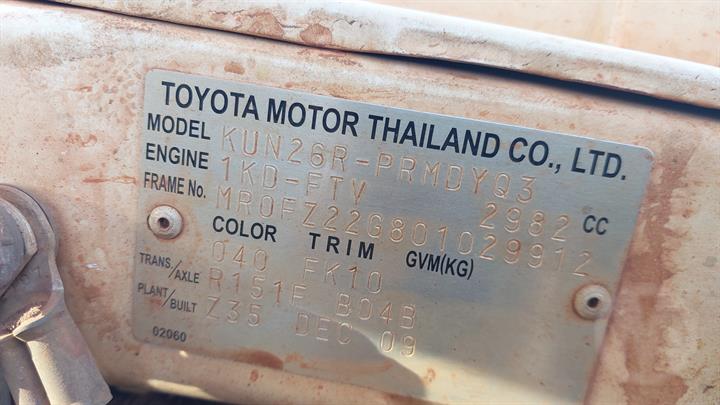 TOYOTA MOTOR THAILAND CO., LTD.
MODEL KUN26R-PRMDYQ3
ENGINE 1KD-FTV 2982 CC
FRAME No. MR0FZ22G801029912
COLOR TRIM GVM(KG)
040 FK10
TRANS/AXLE R151F B04B
PLANT/BUILT Z35 DEC 09
02060